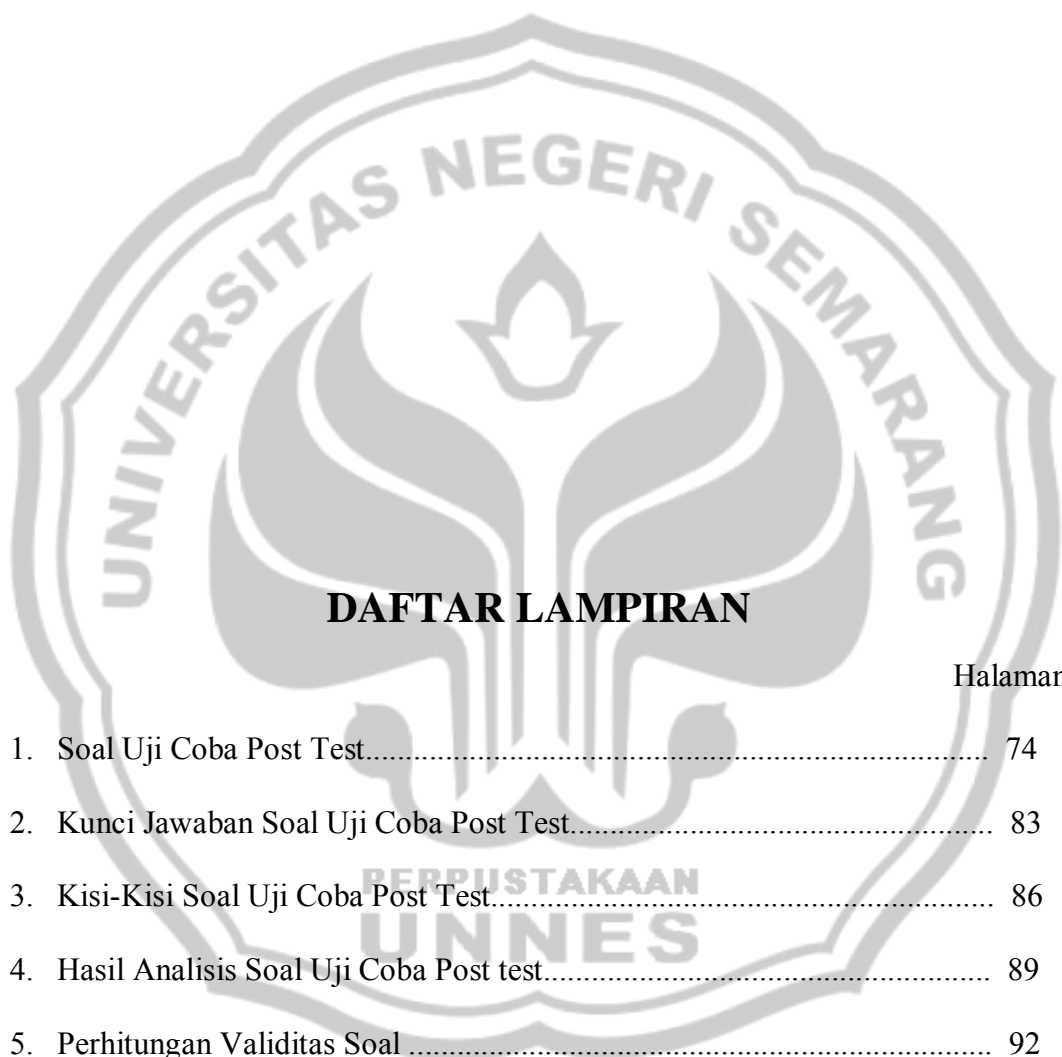 UNIVERSITAS NEGERI SEMARANG
DAFTAR LAMPIRAN
Halaman
1. Soal Uji Coba Post Test........................................................................................ 74
2. Kunci Jawaban Soal Uji Coba Post Test............................................................ 83
3. Kisi-Kisi Soal Uji Coba Post Test....................................................................... 86
PERPUSTAKAAN
UNNES
4. Hasil Analisis Soal Uji Coba Post test............................................................... 89
5. Perhitungan Validitas Soal .................................................................................. 92